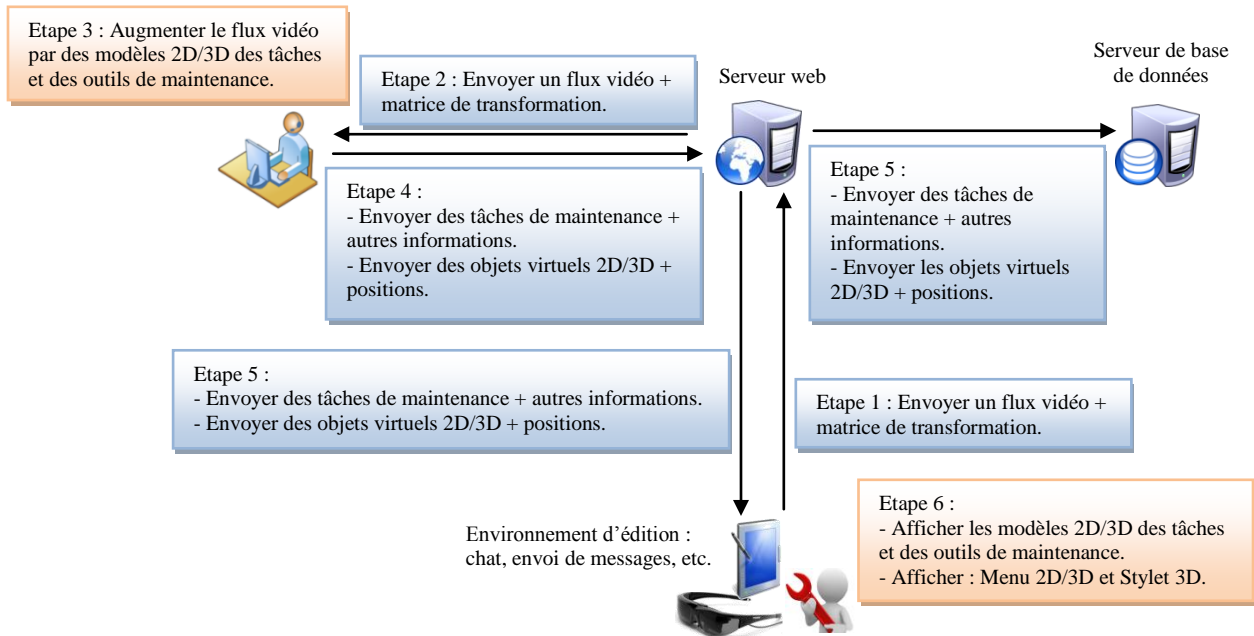 Etape 3 : Augmenter le flux vidéo
par des modèles 2D/3D des tâches
et des outils de maintenance.
Etape 2 : Envoyer un flux vidéo +
matrice de transformation.
Serveur web
Serveur de base
de données
Etape 4 :
- Envoyer des tâches de maintenance +
autres informations.
- Envoyer des objets virtuels 2D/3D +
positions.
Etape 5 :
- Envoyer des tâches de
maintenance + autres
informations.
- Envoyer les objets virtuels
2D/3D + positions.
Etape 5 :
- Envoyer des tâches de maintenance + autres informations.
- Envoyer des objets virtuels 2D/3D + positions.
Etape 1 : Envoyer un flux vidéo +
matrice de transformation.
Environnement d’édition :
chat, envoi de messages, etc.
Etape 6 :
- Afficher les modèles 2D/3D des tâches
et des outils de maintenance.
- Afficher : Menu 2D/3D et Stylet 3D.